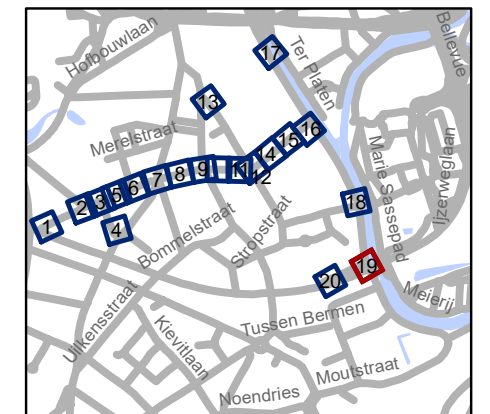 Hofbouwlaan
Ter Platen
Bellevue
17
13
Merelstraat
16
15
14
12
11
9
8
7
6
5
3
2
1
4
Marie Sassepad
Ijzerweglaan
18
Bommelstraat
Stropstraat
19
20
Meierij
Uilkensstraat
Tussen Bermen
Kievitlaan
Moutstraat
Noendries